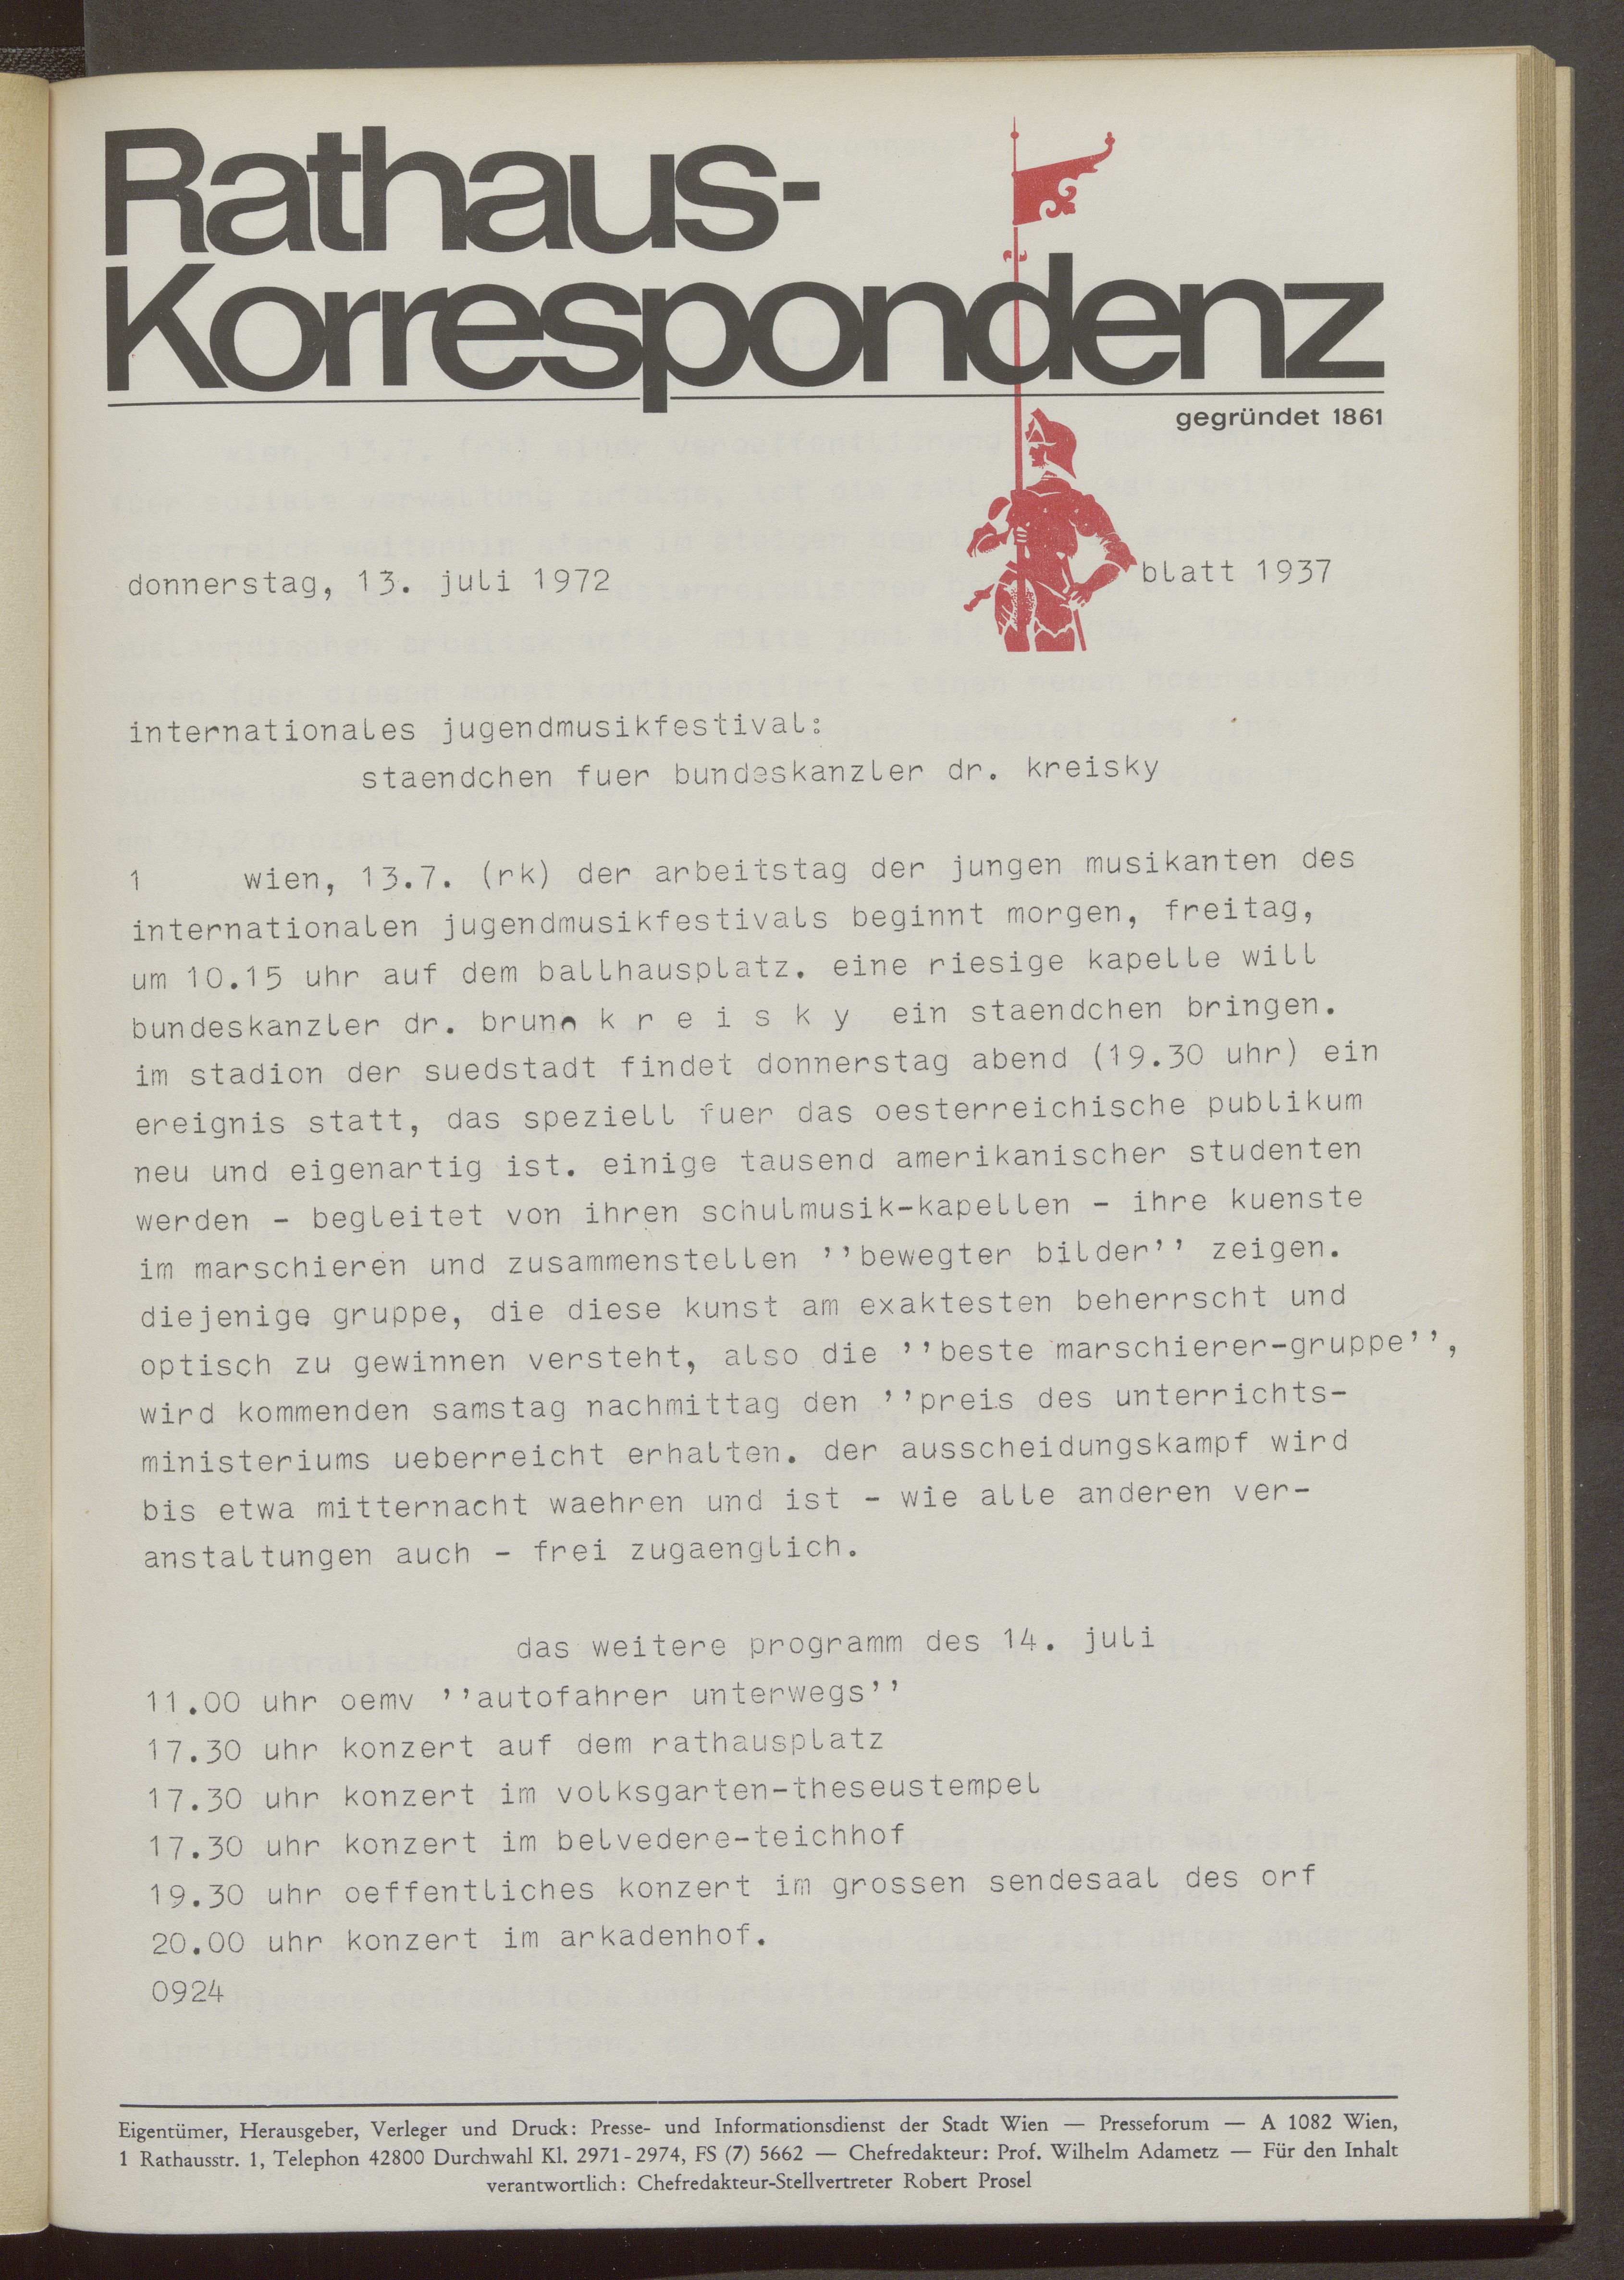 Rathaus-
Korrespondenz
gegründet 1861
donnerstag, 13. juli 1972 blatt 1937
internationales jugendmusikfestival:
staendchen fuer bundeskanzler dr. kreisky
1 wien, 13.7. (rk) der arbeitstag der jungen musikanten des
internationalen jugendmusikfestivals beginnt morgen, freitag,
um 10.15 uhr auf dem ballhausplatz. eine riesige kapelle will
bundeskanzler dr. bruno k r e i s k y ein staendchen bringen.
im stadion der suedstadt findet donnerstag abend (19.30 uhr) ein
ereignis statt, das speziell fuer das oesterreichische publikum
neu und eigenartig ist. einige tausend amerikanischer studenten
werden - begleitet von ihren schulmusik-kapellen - ihre kuenste
im marschieren und zusammenstellen ''bewegter bilder'' zeigen.
diejenige gruppe, die diese kunst am exaktesten beherrscht und
optisch zu gewinnen versteht, also die ''beste marschierer-gruppe'',
wird kommenden samstag nachmittag den ''preis des unterrichts-
ministeriums ueberreicht erhalten. der ausscheidungskampf wird
bis etwa mitternacht waehren und ist - wie alle anderen ver-
anstaltungen auch - frei zugaenglich.
das weitere programm des 14. juli
11.00 uhr oemv ''autofahrer unterwegs''
17.30 uhr konzert auf dem rathausplatz
17.30 uhr konzert im volksgarten-theseustempel
17.30 uhr konzert im belvedere-teichhof
19.30 uhr oeffentliches konzert im grossen sendesaal des orf
20.00 uhr konzert im arkadenhof.
0924
Eigentümer, Herausgeber, Verleger und Druck: Presse- und Informationsdienst der Stadt Wien — Presseforum — A 1082 Wien,
1 Rathausstr. 1, Telephon 42800 Durchwahl Kl. 2971-2974, FS (7) 5662 — Chefredakteur: Prof. Wilhelm Adametz — Für den Inhalt
verantwortlich: Chefredakteur-Stellvertreter Robert Prosel